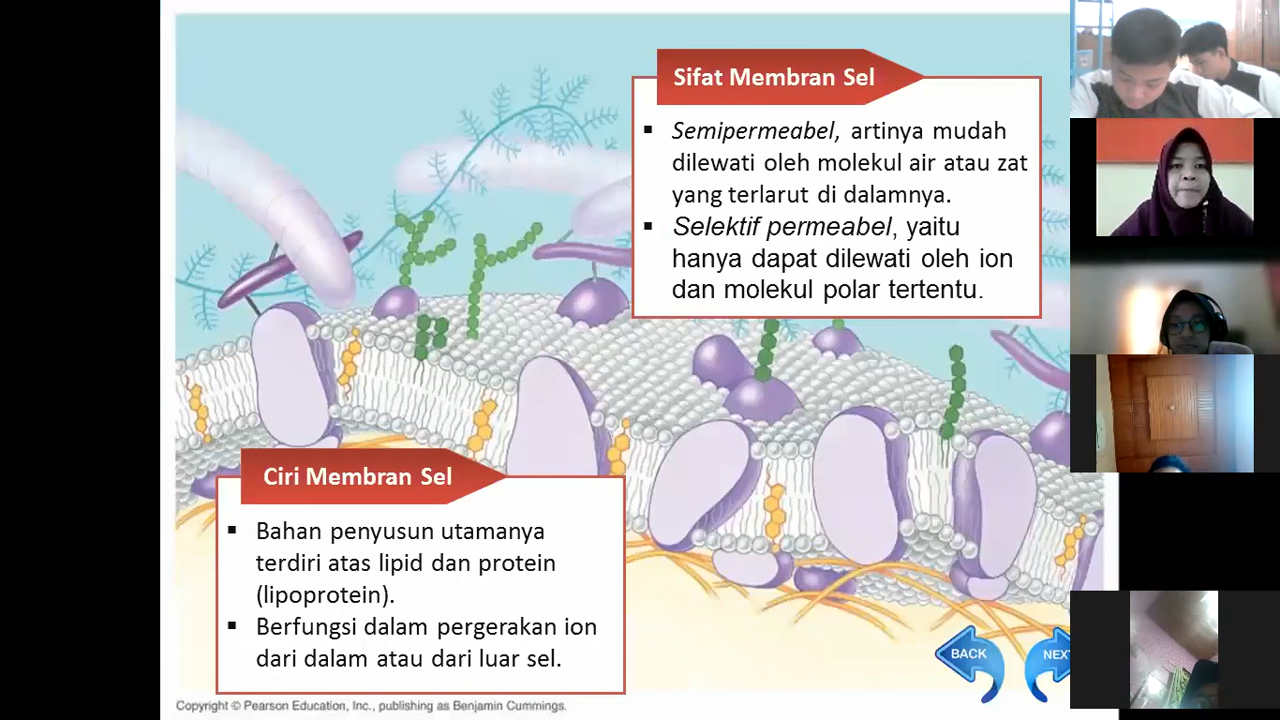 Sifat Membran Sel
▪ Semipermeabel, artinya mudah
dilewati oleh molekul air atau zat
yang terlarut di dalamnya.
▪ Selektif permeabel, yaitu
hanya dapat dilewati oleh ion
dan molekul polar tertentu.
Ciri Membran Sel
▪ Bahan penyusun utamanya
terdiri atas lipid dan protein
(lipoprotein).
▪ Berfungsi dalam pergerakan ion
dari dalam atau dari luar sel.
BACK
NEXT
Copyright © Pearson Education, Inc., publishing as Benjamin Cummings.